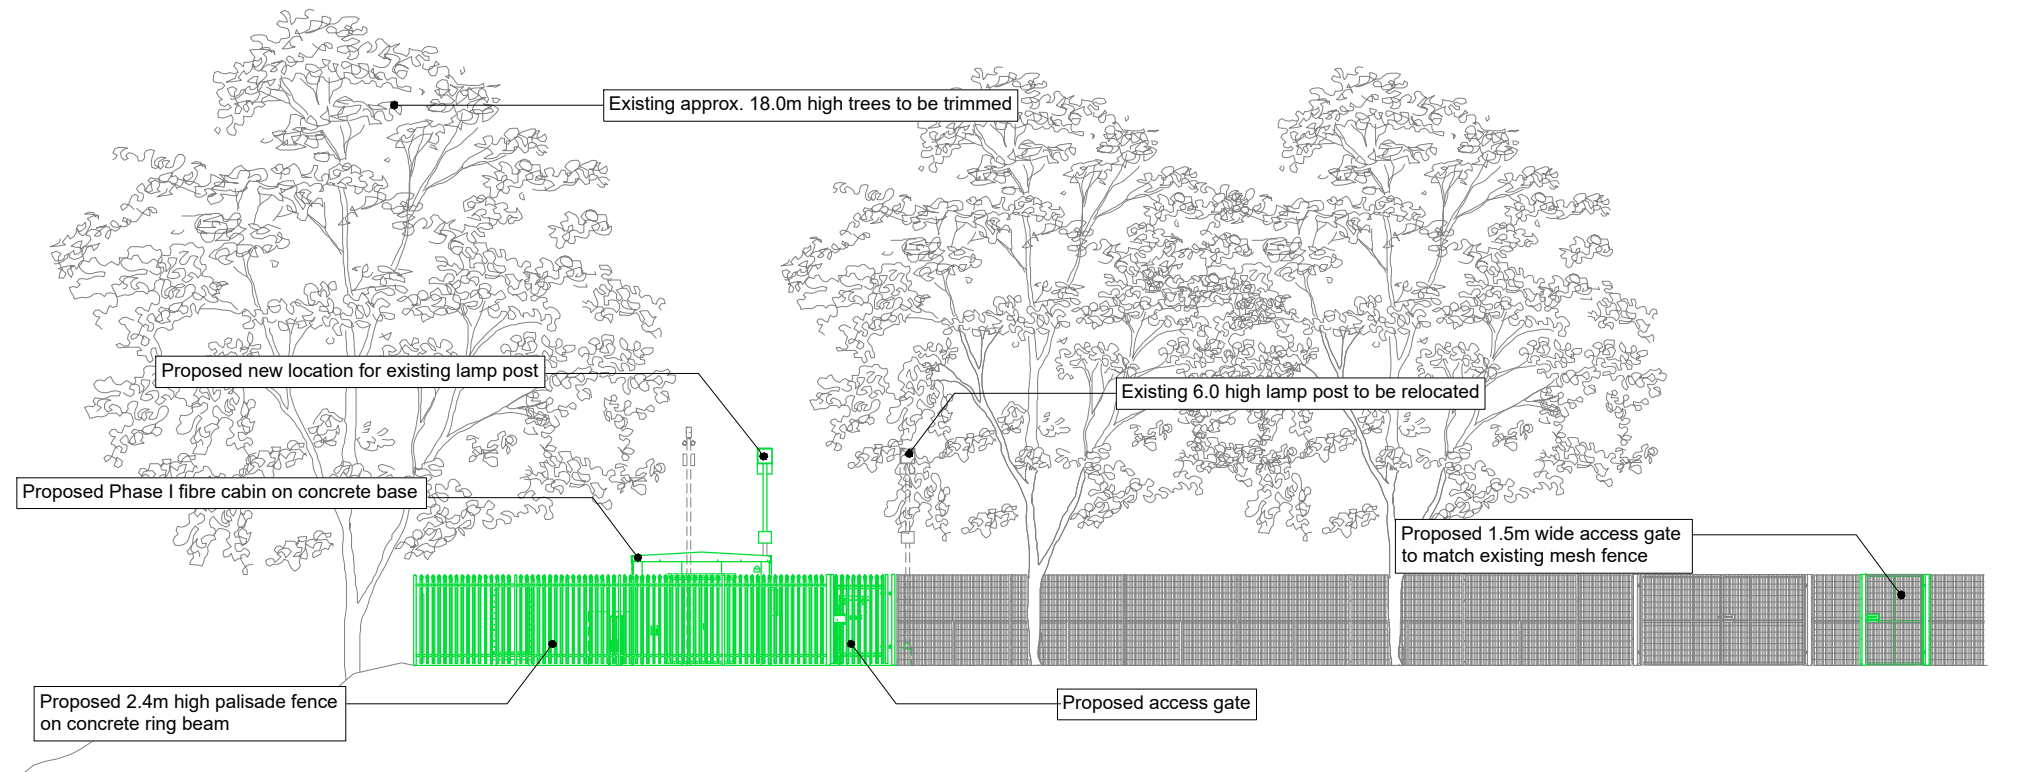 Existing approx. 18.0m high trees to be trimmed
Proposed new location for existing lamp post
Existing 6.0 high lamp post to be relocated
Proposed Phase I fibre cabin on concrete base
Proposed 1.5m wide access gate
to match existing mesh fence
Proposed 2.4m high palisade fence
on concrete ring beam
Proposed access gate